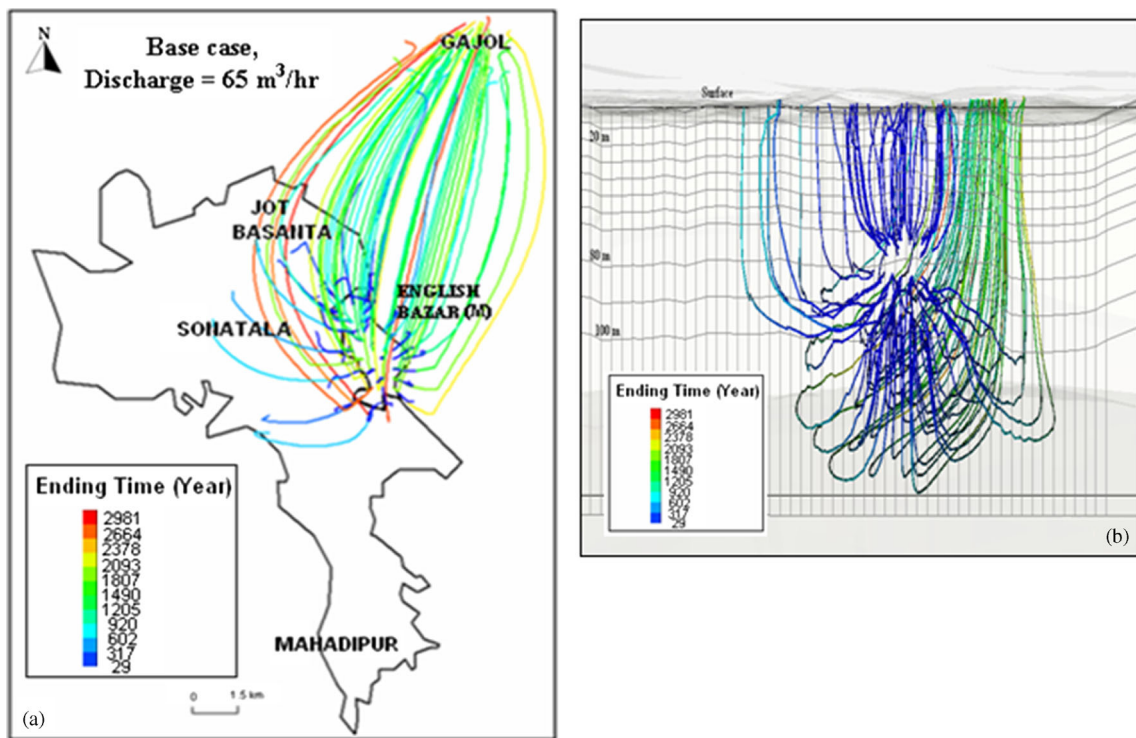 N
Base case,
Discharge = 65 m³/hr
GAJOL
JOT
BASANTA
ENGLISH
BAZAR (M)
SONATALA
MAHADIPUR
Ending Time (Year)
2981
2664
2378
2093
1807
1490
1205
920
602
317
29
0 1.5 km
(a)
Surface
20 m
80 m
100 m
Ending Time (Year)
2981
2664
2378
2093
1807
1490
1205
920
602
317
29
(b)